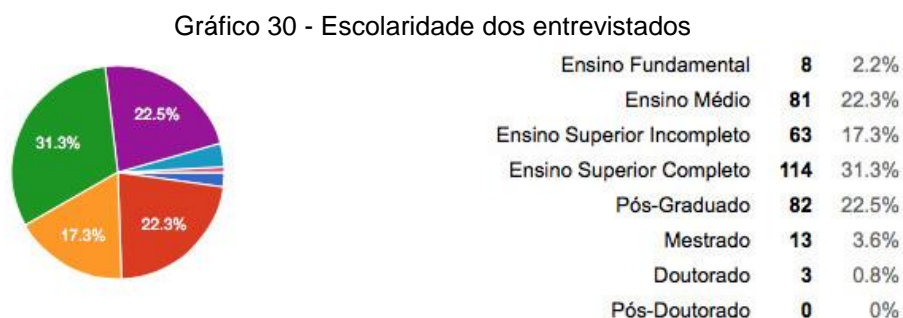 Gráfico 30 - Escolaridade dos entrevistados
22.5%
31.3%
17.3%
22.3%
Ensino Fundamental 8 2.2%
Ensino Médio 81 22.3%
Ensino Superior Incompleto 63 17.3%
Ensino Superior Completo 114 31.3%
Pós-Graduado 82 22.5%
Mestrado 13 3.6%
Doutorado 3 0.8%
Pós-Doutorado 0 0%